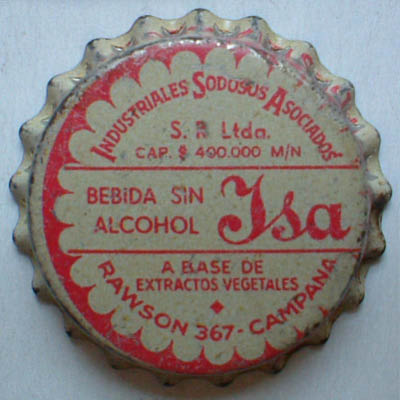 INDUSTRIALES SODOSOS ASOCIADOS
S. R. Ltda.
CAP. $ 400.000 M/N
BEBIDA SIN
ALCOHOL
Isa
A BASE DE
EXTRACTOS VEGETALES
RAWSON 367-CAMPANA